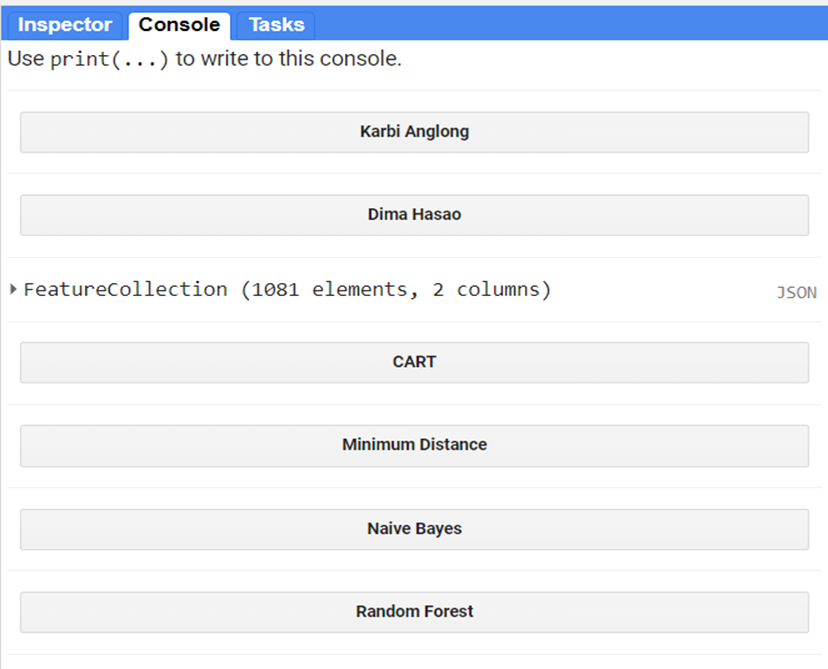 Inspector Console Tasks
Use print(...) to write to this console.
Karbi Anglong
Dima Hasao
FeatureCollection (1081 elements, 2 columns) JSON
CART
Minimum Distance
Naive Bayes
Random Forest